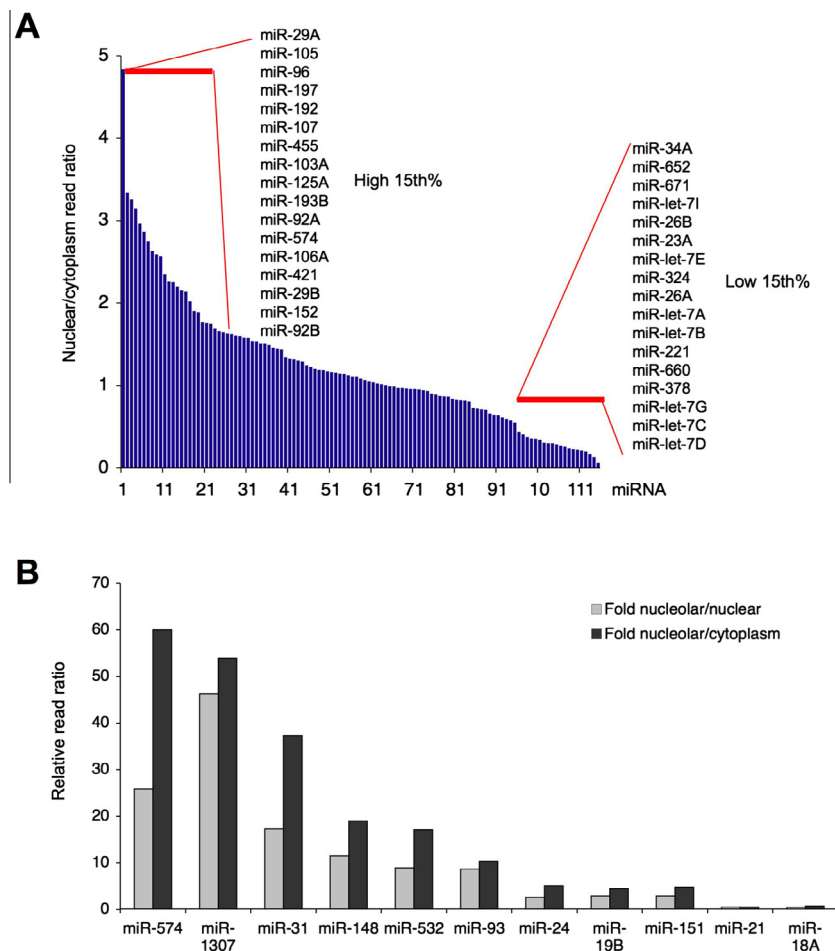 A
Nuclear/cytoplasm read ratio
5
4
3
2
1
0
miR-29A
miR-105
miR-96
miR-197
miR-192
miR-107
miR-455
miR-103A
miR-125A
miR-193B
miR-92A
miR-574
miR-106A
miR-421
miR-29B
miR-152
miR-92B
High 15th%
miR-34A
miR-652
miR-671
miR-let-7I
miR-26B
miR-23A
miR-let-7E
miR-324
miR-26A
miR-let-7A
miR-let-7B
miR-221
miR-660
miR-378
miR-let-7G
miR-let-7C
miR-let-7D
Low 15th%
1 11 21 31 41 51 61 71 81 91 10 111 miRNA
B
Relative read ratio
70
60
50
40
30
20
10
0
Fold nucleolar/nuclear
Fold nucleolar/cytoplasm
miR-574 miR-1307 miR-31 miR-148 miR-532 miR-93 miR-24 miR-19B miR-151 miR-21 miR-18A